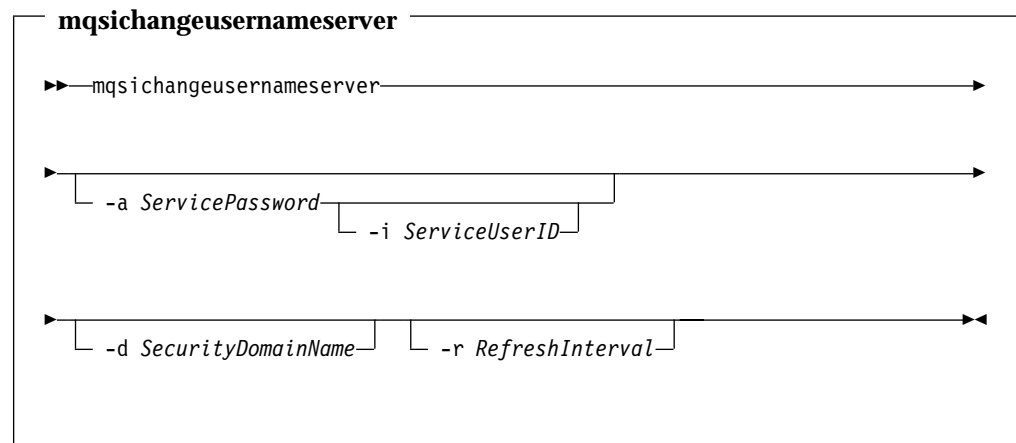 mqsichangeusernameserver
mqsichangeusernameserver
-a ServicePassword
-i ServiceUserID
-d SecurityDomainName -r RefreshInterval